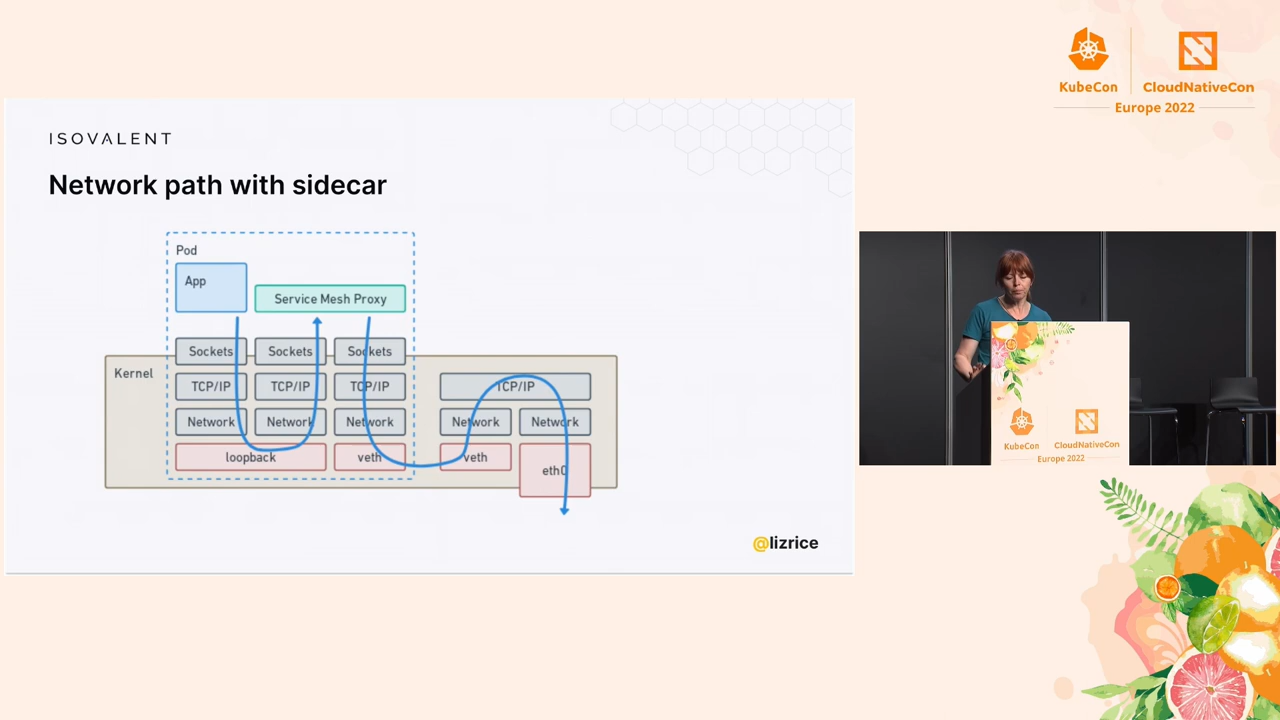 KubeCon
CloudNativeCon
Europe 2022
ISOVALENT
Network path with sidecar
Pod
App
Service Mesh Proxy
Sockets
Sockets
Sockets
Kernel
TCP/IP
TCP/IP
TCP/IP
TCP/IP
Network
Network
Network
Network
Network
loopback
veth
veth
eth0
@lizrice
KubeCon
CloudNativeCon
Europe 2022